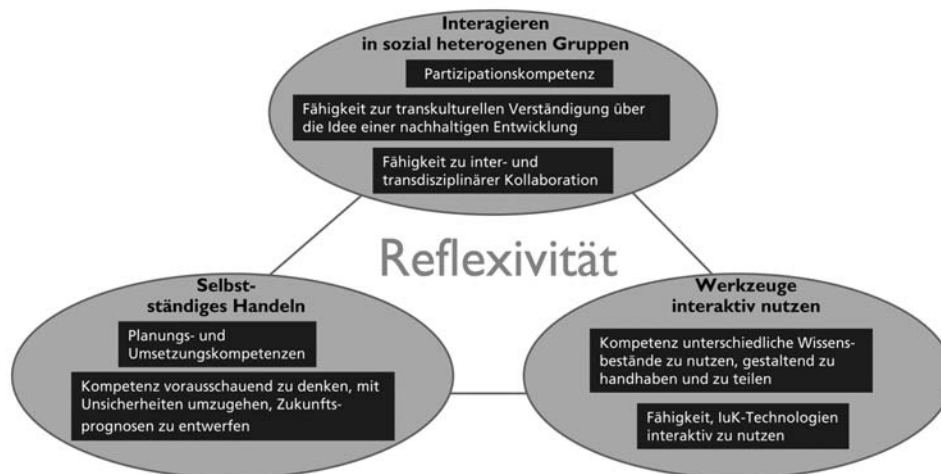 Interagieren
in sozial heterogenen Gruppen
Partizipationskompetenz
Fähigkeit zur transkulturellen Verständigung über
die Idee einer nachhaltigen Entwicklung
Fähigkeit zu inter- und
transdisziplinärer Kollaboration
Reflexivität
Selbst-
ständiges Handeln
Planungs- und
Umsetzungskompetenzen
Kompetenz vorausschauend zu denken, mit
Unsicherheiten umzugehen, Zukunfts-
prognosen zu entwerfen
Werkzeuge
interaktiv nutzen
Kompetenz unterschiedliche Wissens-
bestände zu nutzen, gestaltend zu
handhaben und zu teilen
Fähigkeit, IuK-Technologien
interaktiv zu nutzen